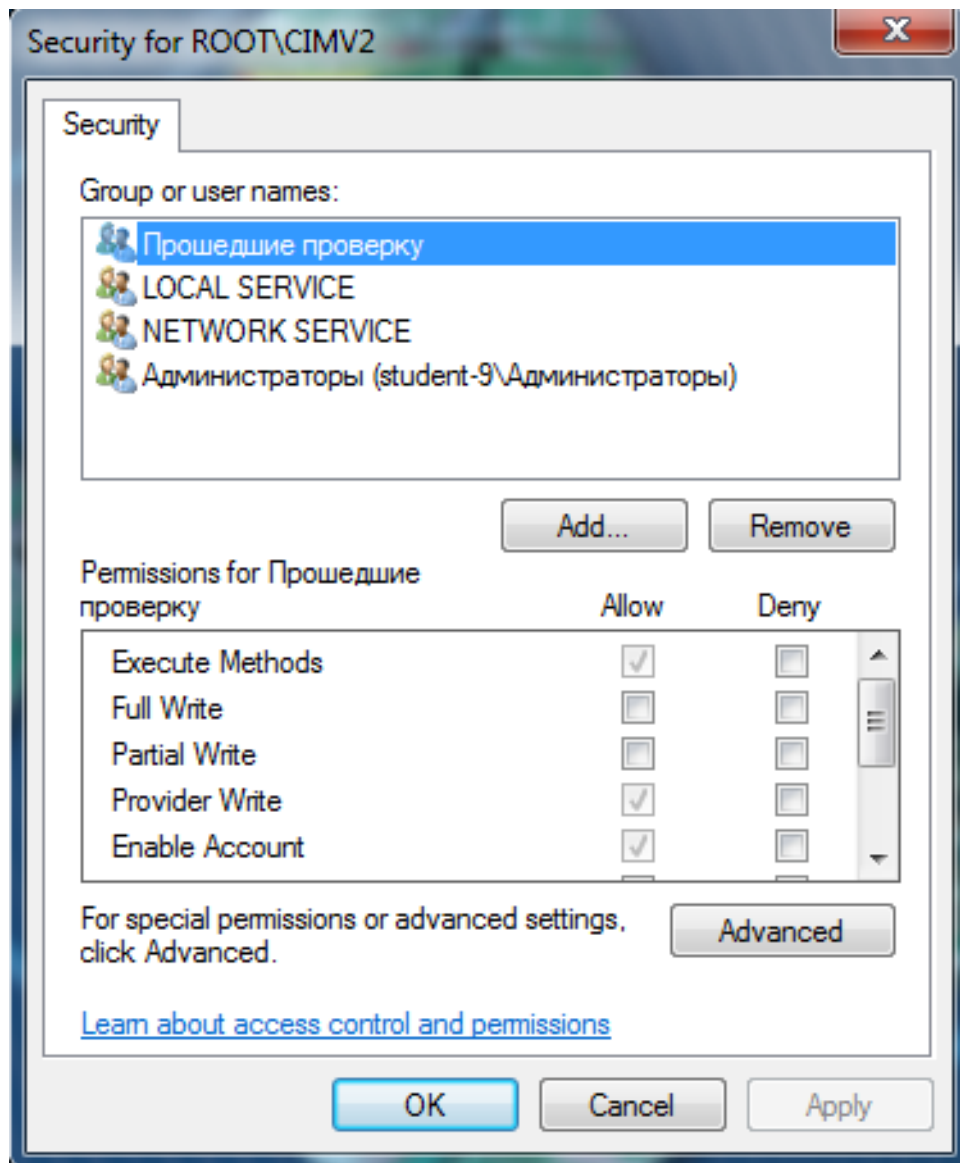 Security for ROOT\CIMV2
Security
Group or user names:
Прошедшие проверку
LOCAL SERVICE
NETWORK SERVICE
Администраторы (student-9\Администраторы)
Add... Remove
Permissions for Прошедшие
проверку Allow Deny
Execute Methods
Full Write
Partial Write
Provider Write
Enable Account
For special permissions or advanced settings,
click Advanced.
Advanced
Learn about access control and permissions
OK Cancel Apply